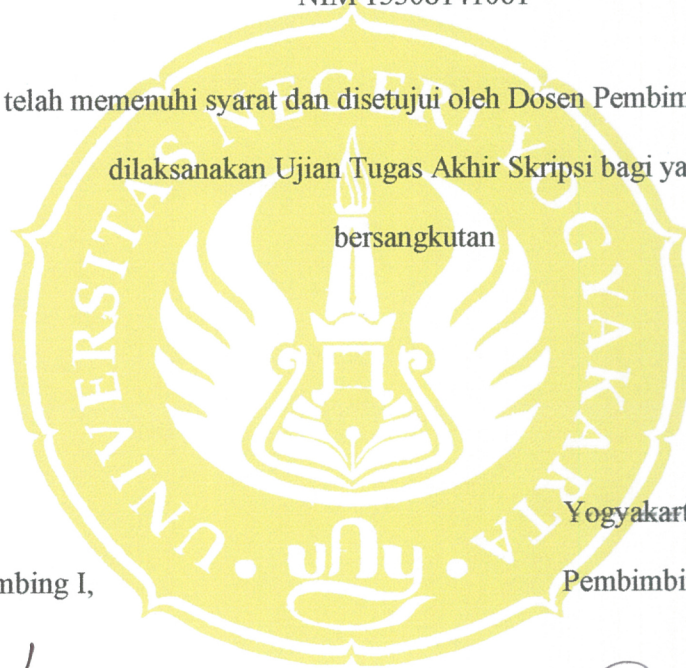 telah memenuhi syarat dan disetujui oleh Dosen Pembim
dilaksanakan Ujian Tugas Akhir Skripsi bagi ya
bersangkutan
UNIVERSITAS NEGERI YOGYAKARTA
uny
Yogyakart
mbing I,
Pembimbi